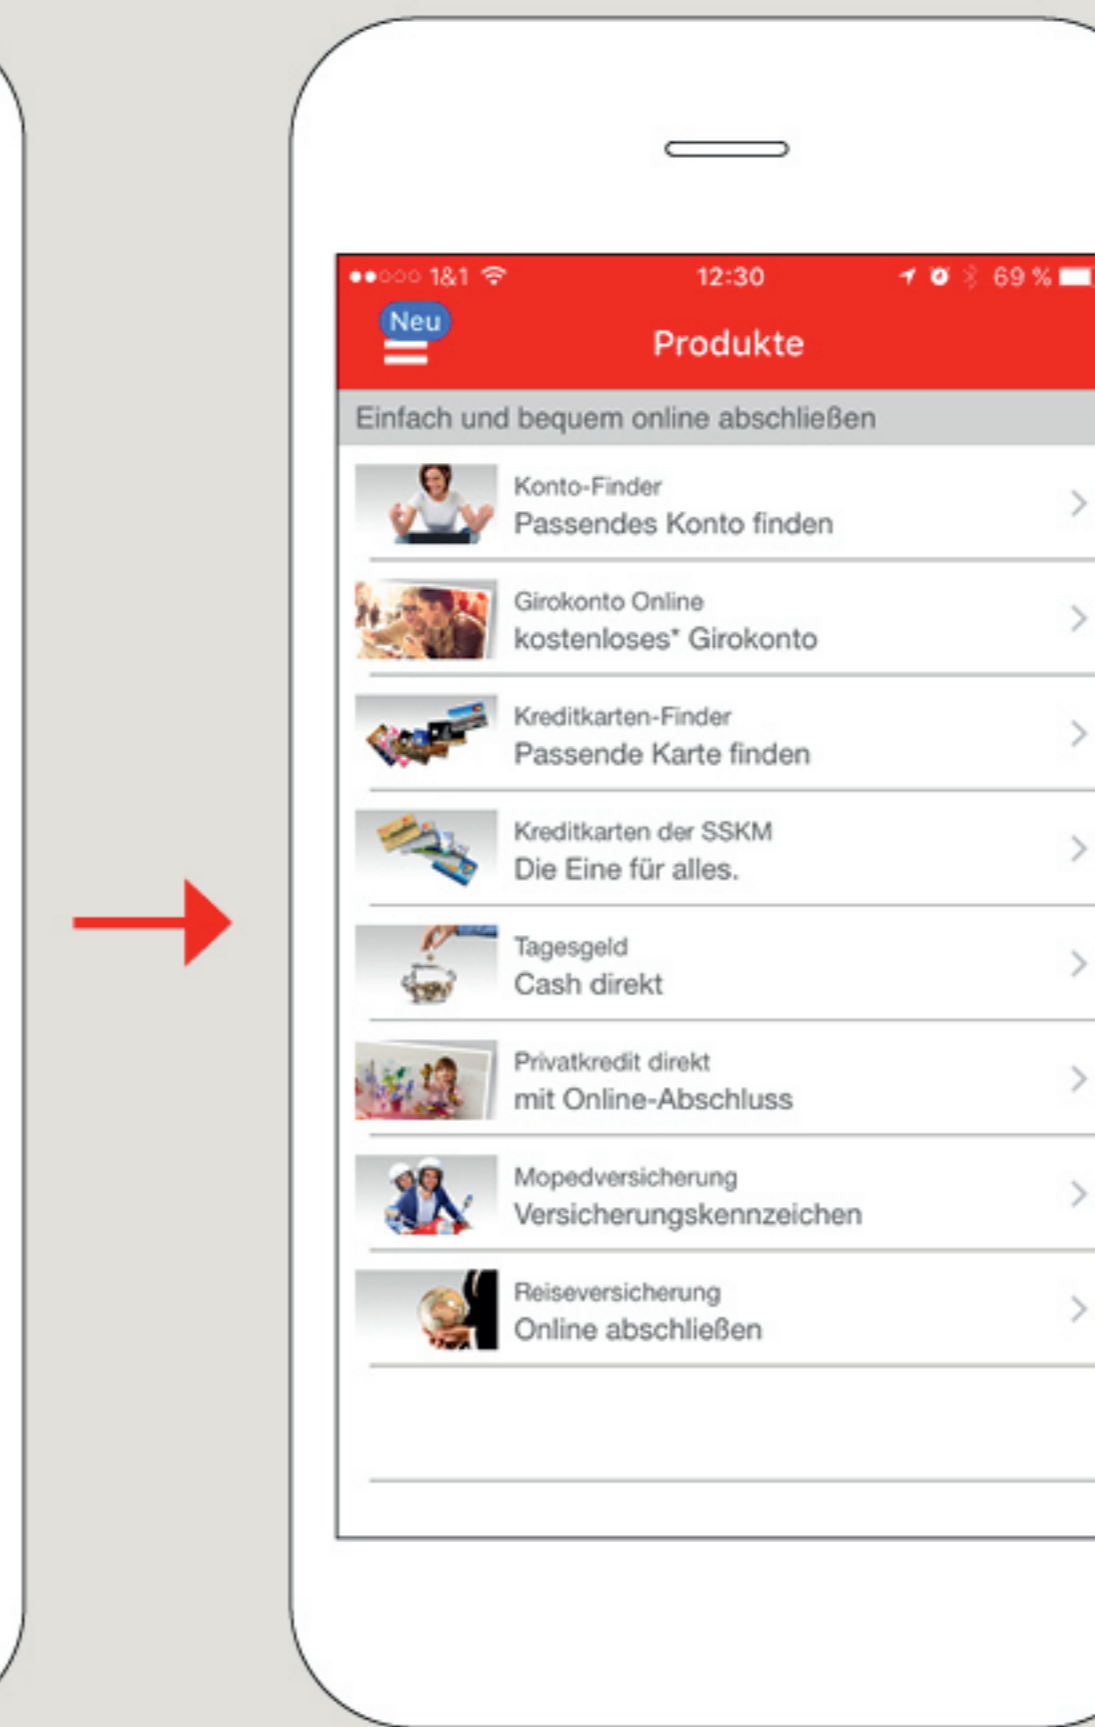 1&1 12:30 69 %
Neu
Produkte
Einfach und bequem online abschließen
Konto-Finder
Passendes Konto finden
Girokonto Online
kostenloses* Girokonto
Kreditkarten-Finder
Passende Karte finden
Kreditkarten der SSKM
Die Eine für alles.
Tagesgeld
Cash direkt
Privatkredit direkt
mit Online-Abschluss
Mopedversicherung
Versicherungskennzeichen
Reiseversicherung
Online abschließen